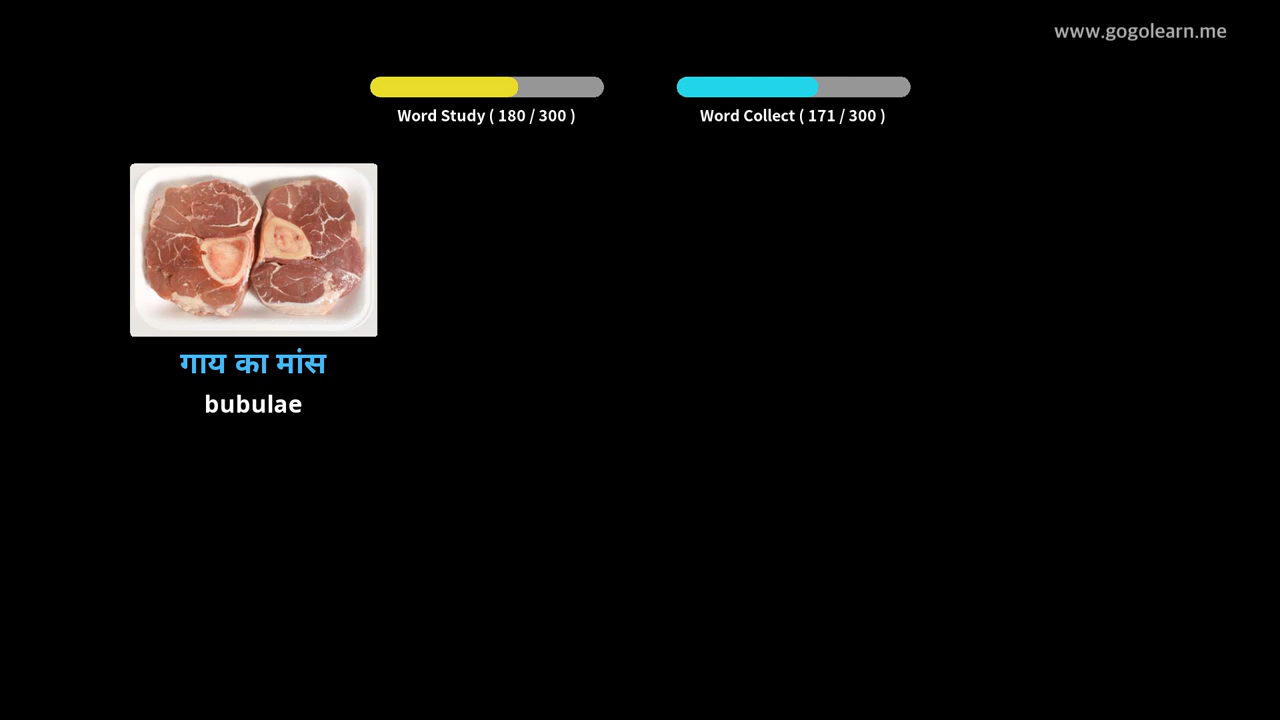 www.gogolearn.me
Word Study ( 180 / 300 )
Word Collect ( 171 / 300 )
गाय का मांस
bubulae